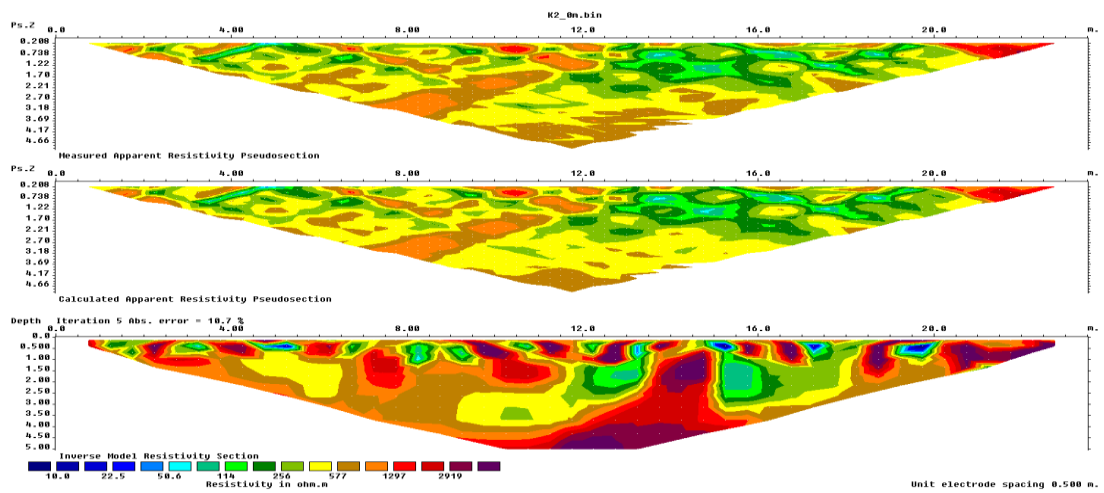 K2_0m.bin
Ps.Z 0.0 4.00 8.00 12.0 16.0 20.0 m.
0.208
0.738
1.22
1.70
2.21
2.70
3.18
3.69
4.17
4.66
Measured Apparent Resistivity Pseudosection
Ps.Z 0.0 4.00 8.00 12.0 16.0 20.0 m.
0.208
0.738
1.22
1.70
2.21
2.70
3.18
3.69
4.17
4.66
Calculated Apparent Resistivity Pseudosection
Depth Iteration 5 Abs. error = 10.7 %
0.0 4.00 8.00 12.0 16.0 20.0 m.
0.0
0.500
1.00
1.50
2.00
2.50
3.00
3.50
4.00
4.50
5.00
Inverse Model Resistivity Section
10.0 22.5 50.6 114 256 577 1297 2919
Resistivity in ohm.m
Unit electrode spacing 0.500 m.